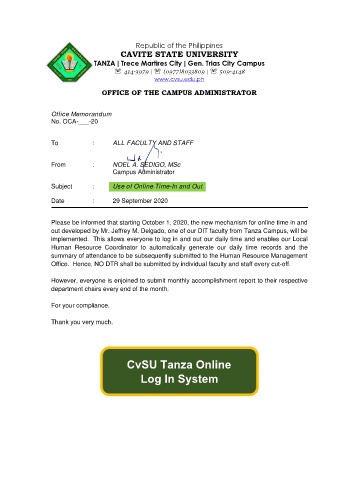 Republic of the Philippines
CAVITE STATE UNIVERSITY
TANZA | Trece Martires City | Gen. Trias City Campus
☏ 414-3979 | ☏ (0977)8033809 | ☏ 509-4148
www.cvsu.edu.ph
OFFICE OF THE CAMPUS ADMINISTRATOR
Office Memorandum
No. OCA-___-20
To : ALL FACULTY AND STAFF
From : NOEL A. SEDIGO, MSc
Campus Administrator
Subject : Use of Online Time-In and Out
Date : 29 September 2020
Please be informed that starting October 1, 2020, the new mechanism for online time in and
out developed by Mr. Jeffrey M. Delgado, one of our DIT faculty from Tanza Campus, will be
implemented. This allows everyone to log in and out our daily time and enables our Local
Human Resource Coordinator to automatically generate our daily time records and the
summary of attendance to be subsequently submitted to the Human Resource Management
Office. Hence, NO DTR shall be submitted by individual faculty and staff every cut-off.
However, everyone is enjoined to submit monthly accomplishment report to their respective
department chairs every end of the month.
For your compliance.
Thank you very much.
CvSU Tanza Online
Log In System